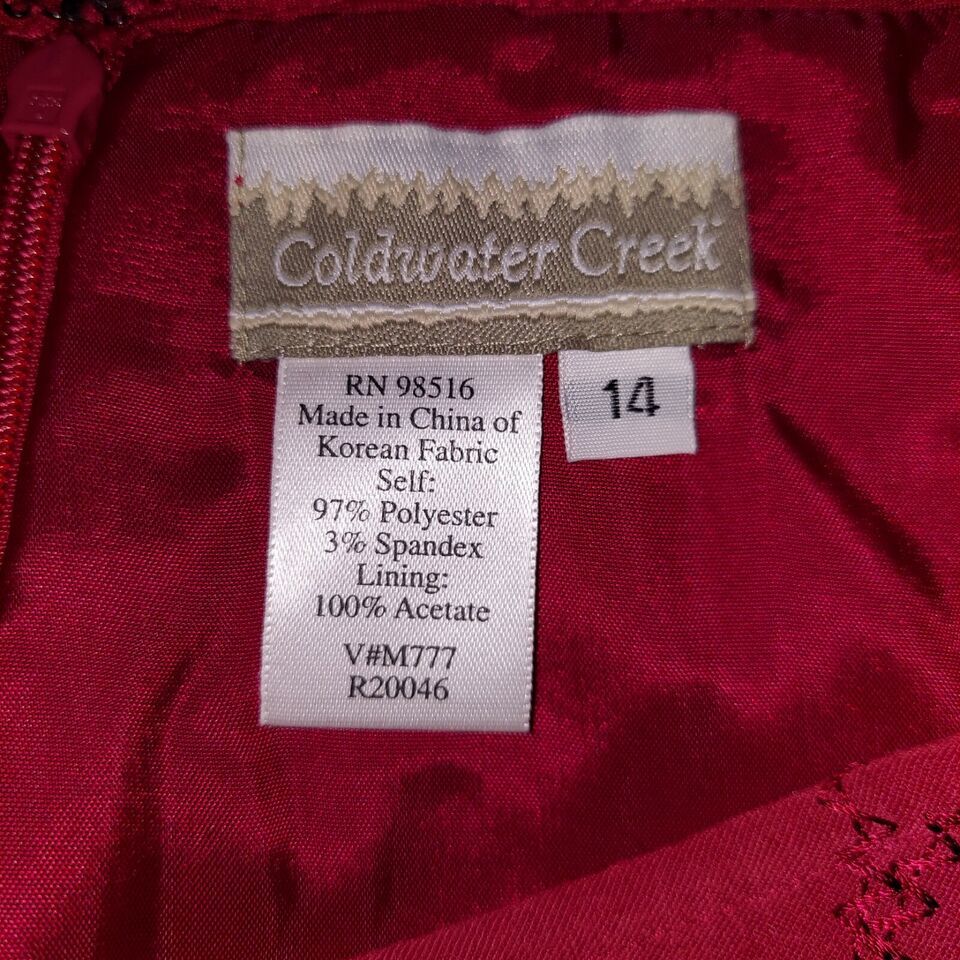 Coldwater Creek
14
RN 98516
Made in China of
Korean Fabric
Self:
97% Polyester
3% Spandex
Lining:
100% Acetate
V#M777
R20046